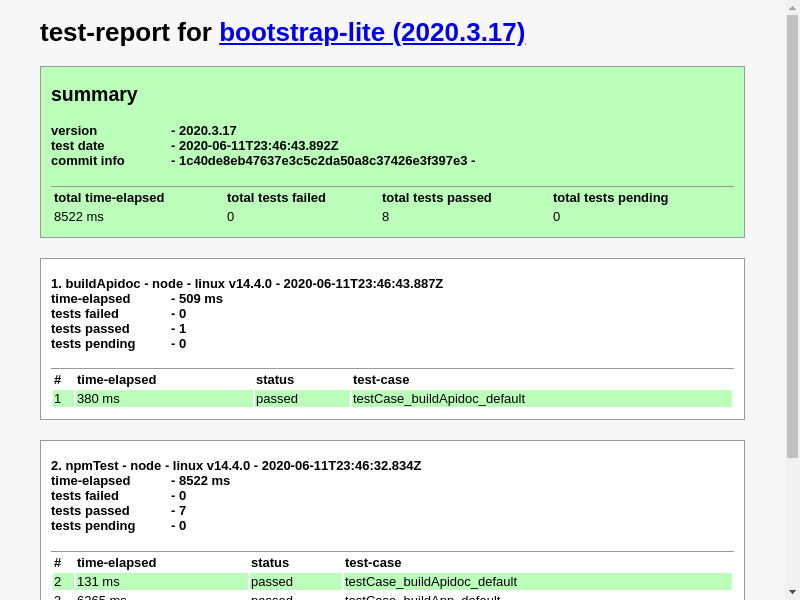 test-report for bootstrap-lite (2020.3.17)
summary
version - 2020.3.17
test date - 2020-06-11T23:46:43.892Z
commit info - 1c40de8eb47637e3c5c2da50a8c37426e3f397e3 -
total time-elapsed total tests failed total tests passed total tests pending
8522 ms 0 8 0
1. buildApidoc - node - linux v14.4.0 - 2020-06-11T23:46:43.887Z
time-elapsed - 509 ms
tests failed - 0
tests passed - 1
tests pending - 0
# time-elapsed status test-case
1 380 ms passed testCase_buildApidoc_default
2. npmTest - node - linux v14.4.0 - 2020-06-11T23:46:32.834Z
time-elapsed - 8522 ms
tests failed - 0
tests passed - 7
tests pending - 0
# time-elapsed status test-case
2 131 ms passed testCase_buildApidoc_default
3 6265 ms passed testCase_buildApp_default